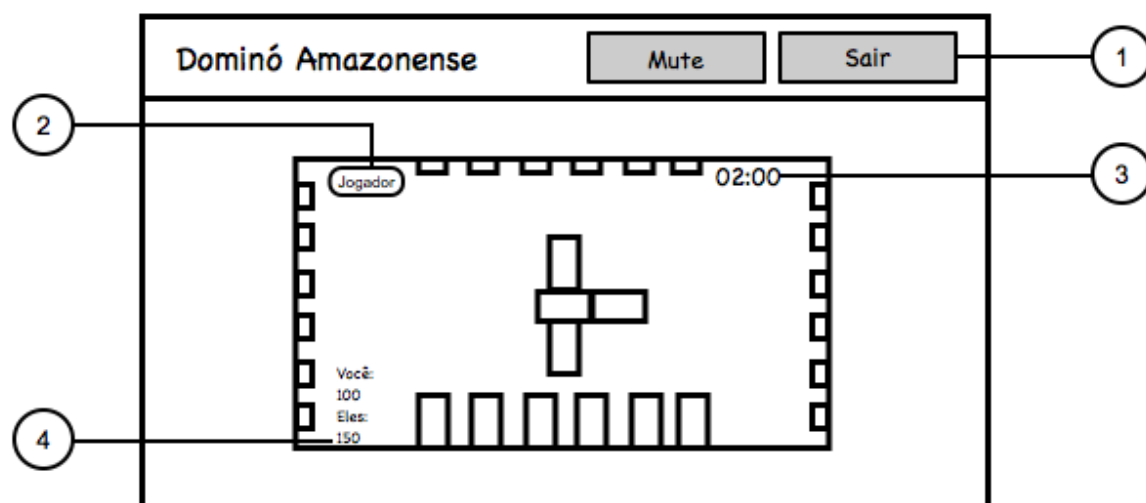 Dominó Amazonense
Mute
Sair
1
2
Jogador
02:00
3
Você:
100
Eles:
150
4